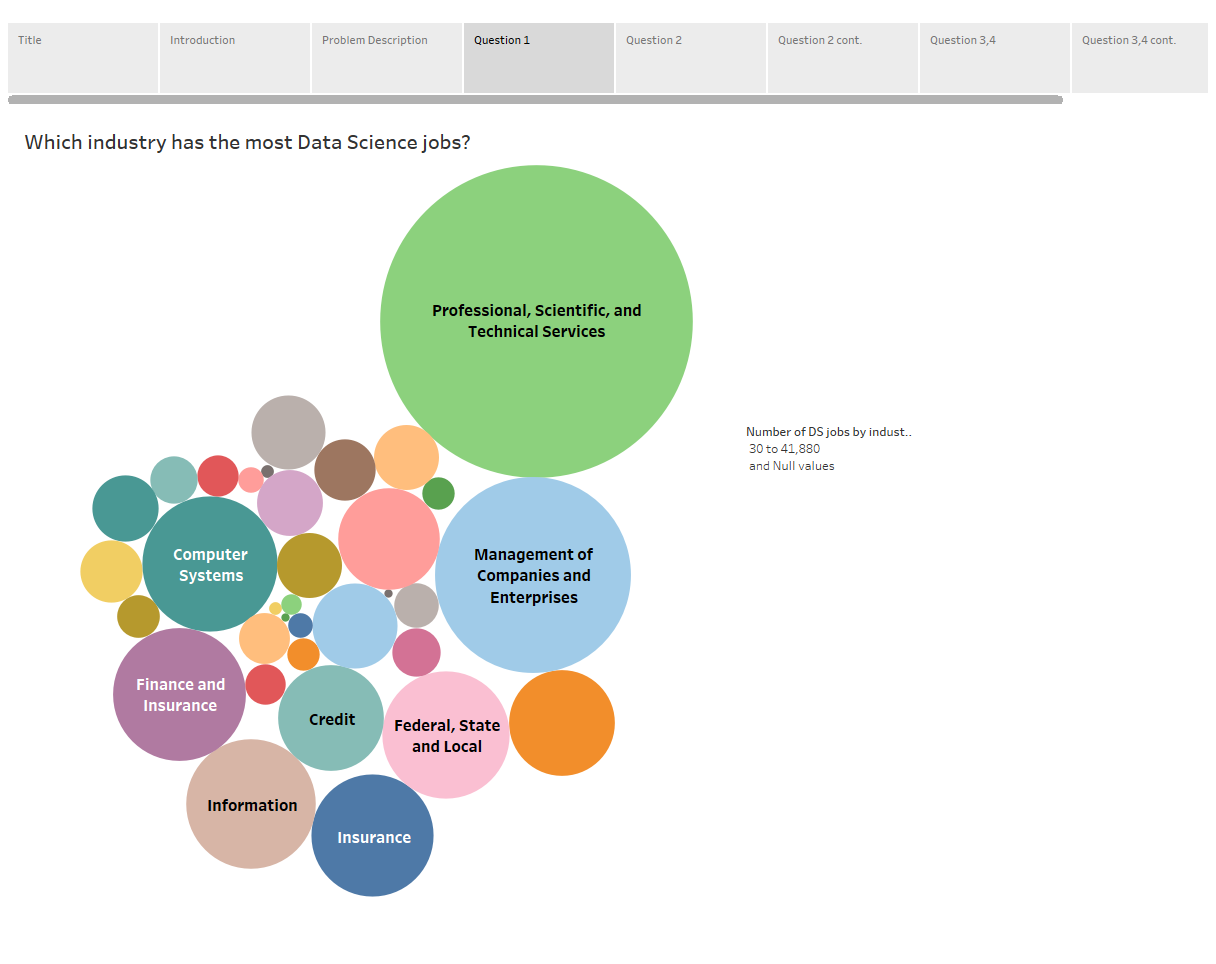 Title
Introduction
Problem Description
Question 1
Question 2
Question 2 cont.
Question 3,4
Question 3,4 cont.
Which industry has the most Data Science jobs?
Professional, Scientific, and
Technical Services
Number of DS jobs by indust..
30 to 41,880
and Null values
Computer
Systems
Management of
Companies and
Enterprises
Finance and
Insurance
Credit
Federal, State
and Local
Information
Insurance